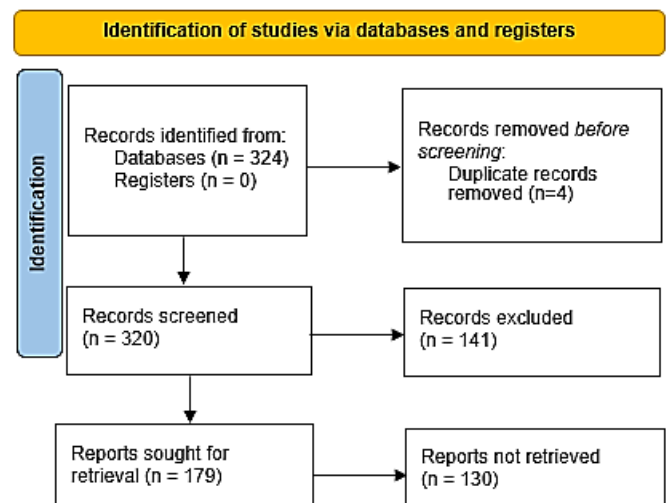 Identification of studies via databases and registers
Identification
Records identified from:
Databases (n = 324)
Registers (n = 0)
Records removed before
screening:
Duplicate records
removed (n=4)
Records screened
(n = 320)
Records excluded
(n = 141)
Reports sought for
retrieval (n = 179)
Reports not retrieved
(n = 130)